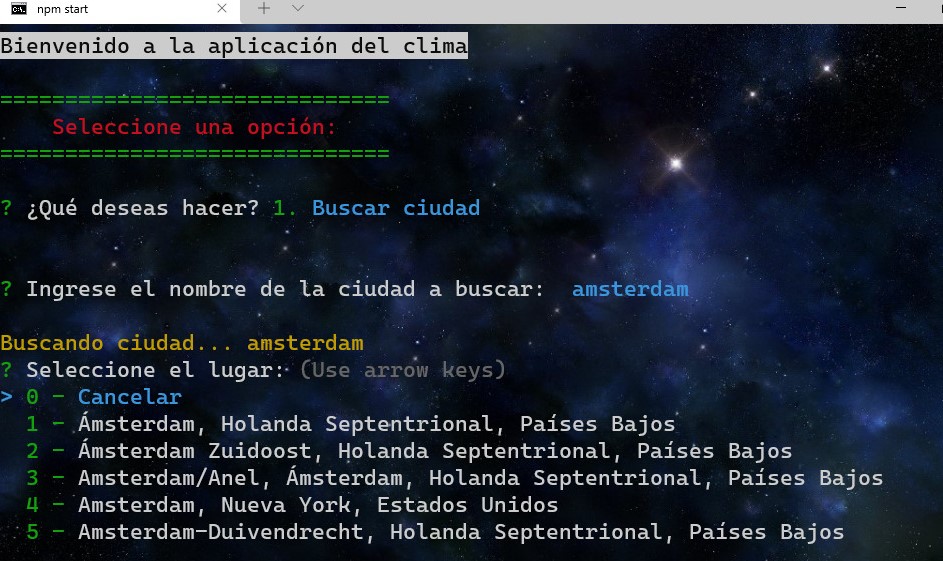 npm start
Bienvenido a la aplicación del clima
==============================
Seleccione una opción:
==============================
? ¿Qué deseas hacer? 1. Buscar ciudad
? Ingrese el nombre de la ciudad a buscar:  amsterdam
Buscando ciudad... amsterdam
? Seleccione el lugar: (Use arrow keys)
> 0 - Cancelar
1 - Ámsterdam, Holanda Septentrional, Países Bajos
2 - Ámsterdam Zuidoost, Holanda Septentrional, Países Bajos
3 - Amsterdam/Anel, Ámsterdam, Holanda Septentrional, Países Bajos
4 - Amsterdam, Nueva York, Estados Unidos
5 - Amsterdam-Duivendrecht, Holanda Septentrional, Países Bajos